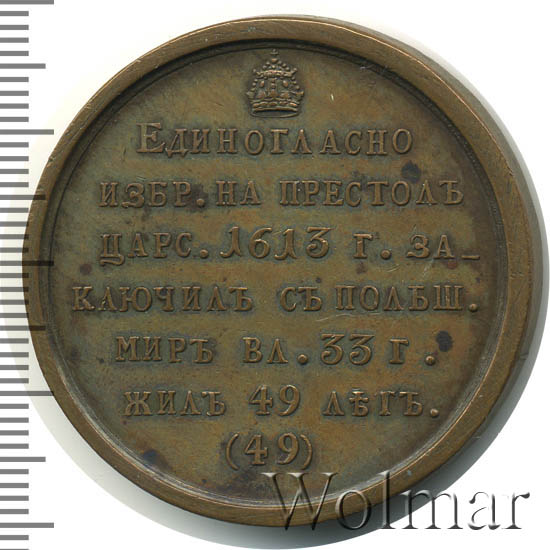 ЕДИНОГЛАСНО
ИЗБР. НА ПРЕСТОЛЪ
ЦАРС. 1613 Г. ЗА_
КЛЮЧИЛЪ СЪ ПОЛЬШ.
МИРЪ ВЛ. 33 Г.
ЖИЛЪ 49 ЛѢТЪ.
(49)
Wolmar